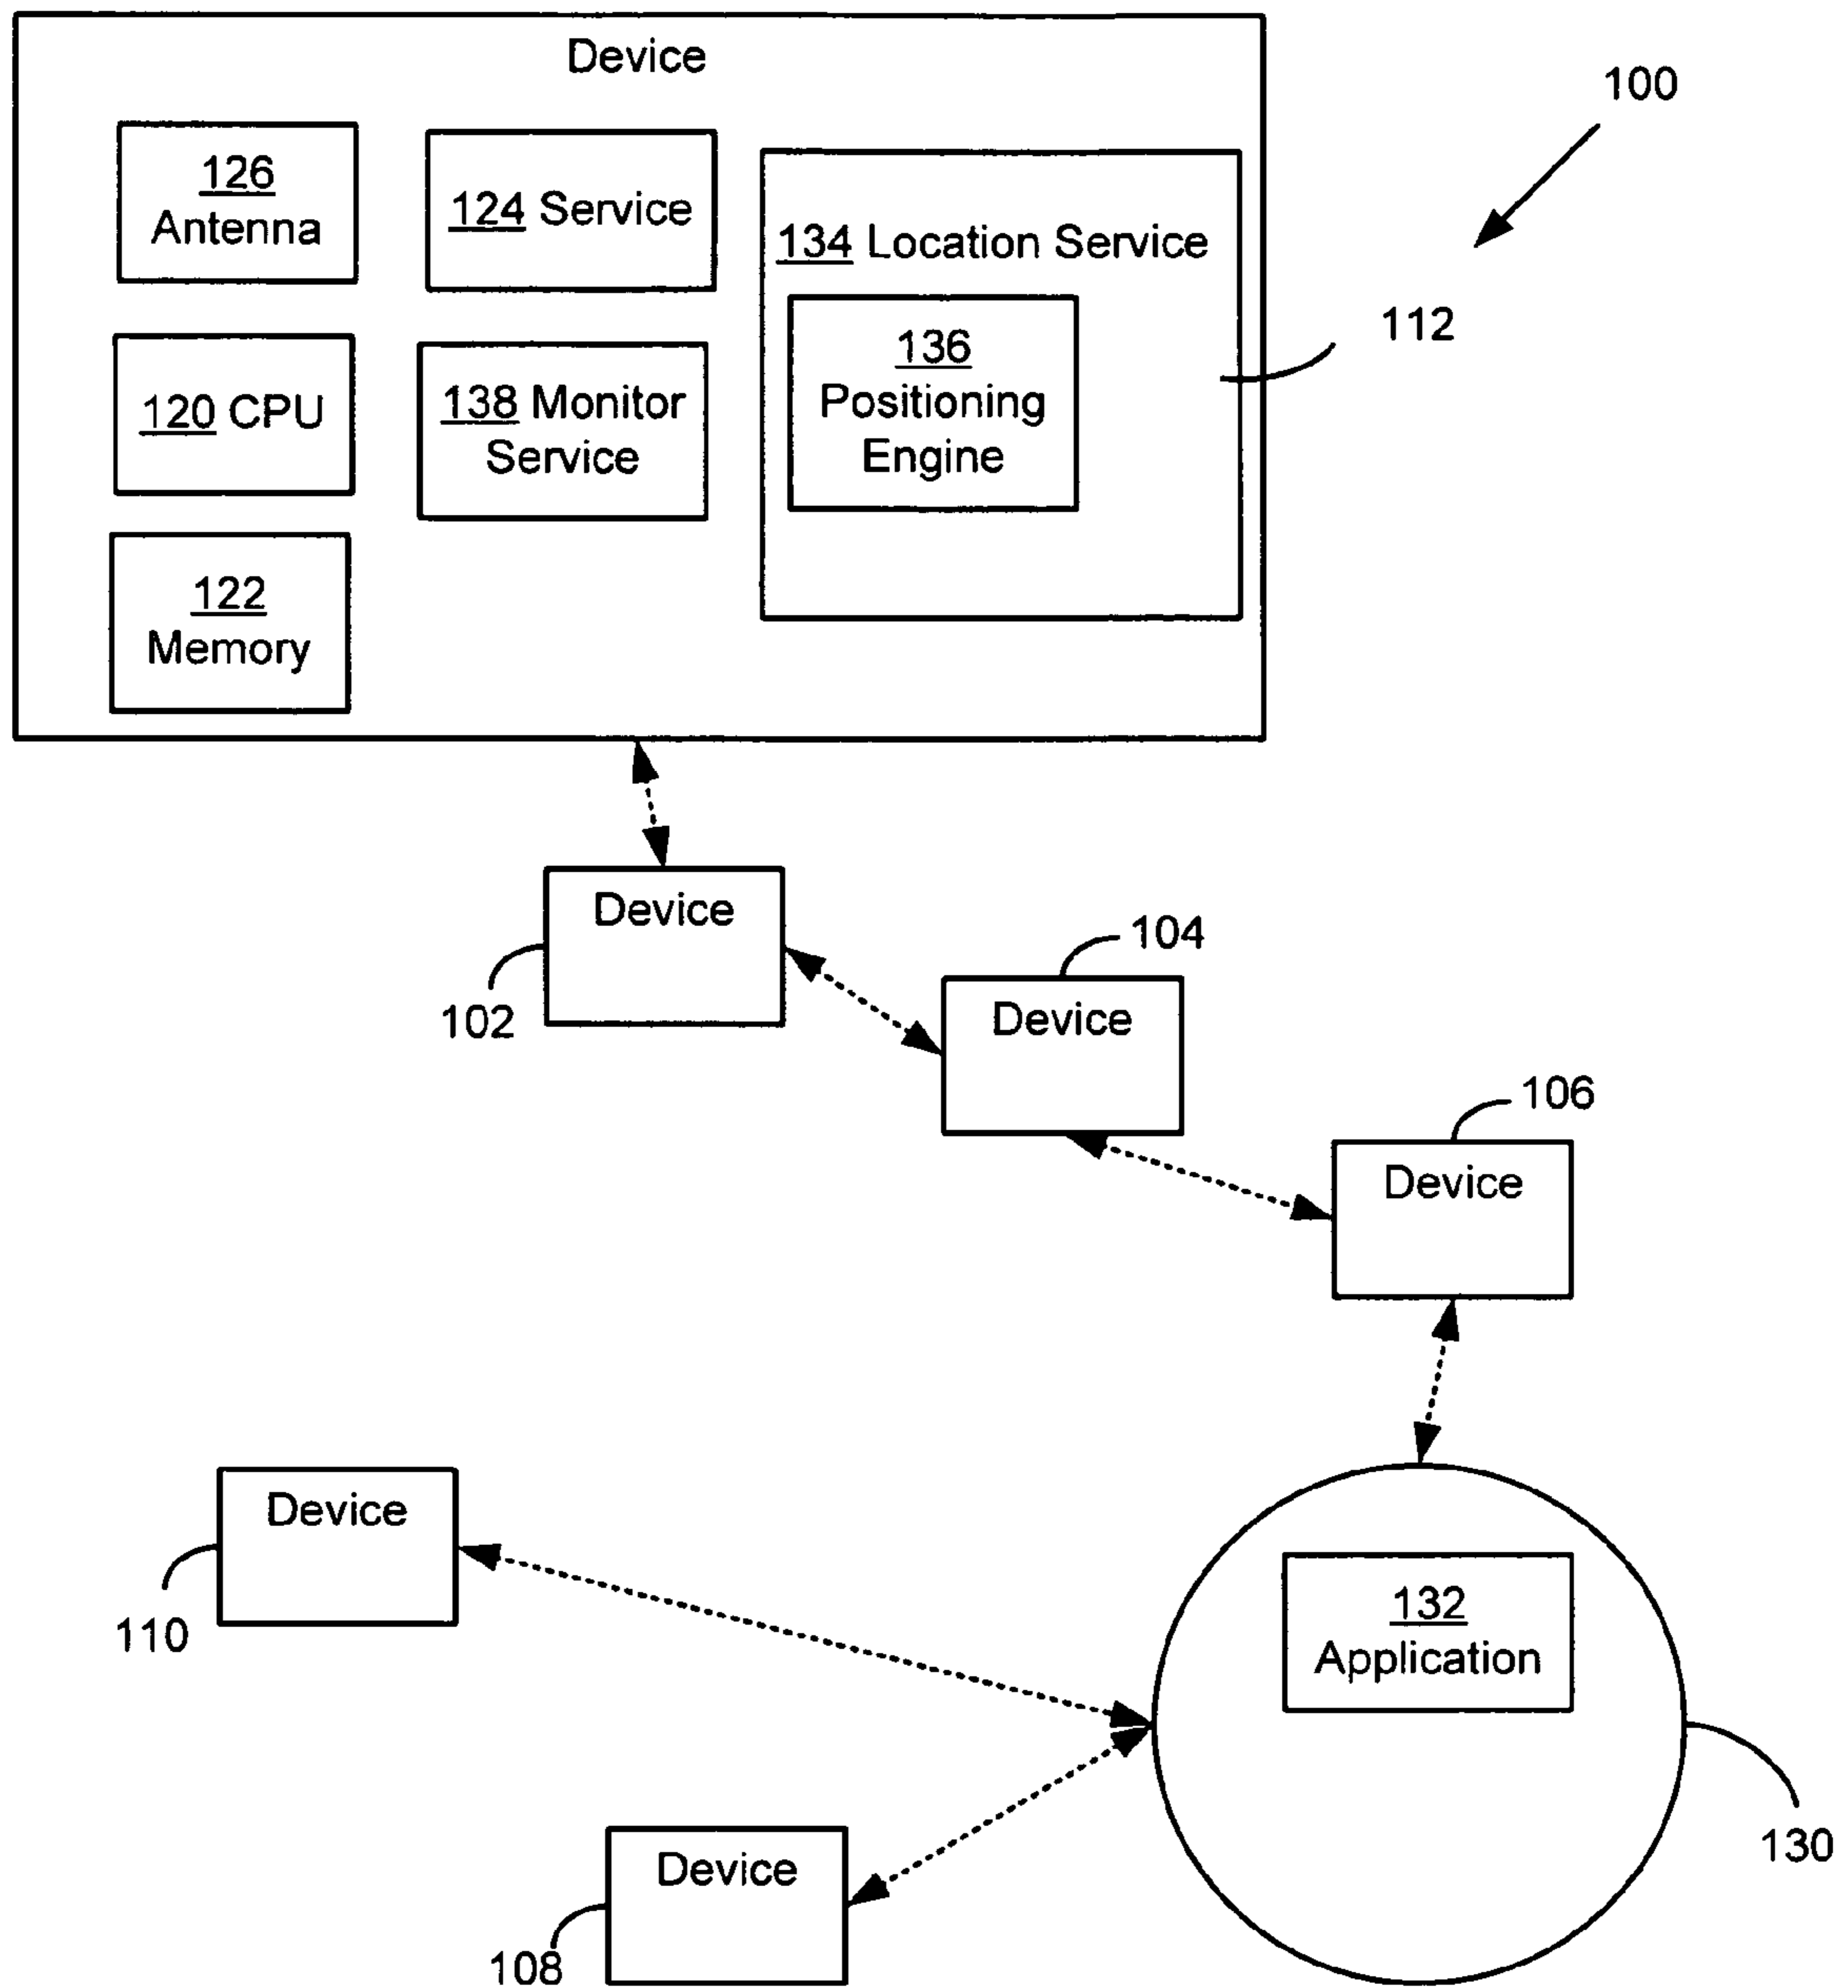 Device
100
126
Antenna
124 Service
134 Location Service
112
136
Positioning
Engine
120 CPU
138 Monitor
Service
122
Memory
Device
102
104
Device
106
Device
Device
110
132
Application
130
Device
108